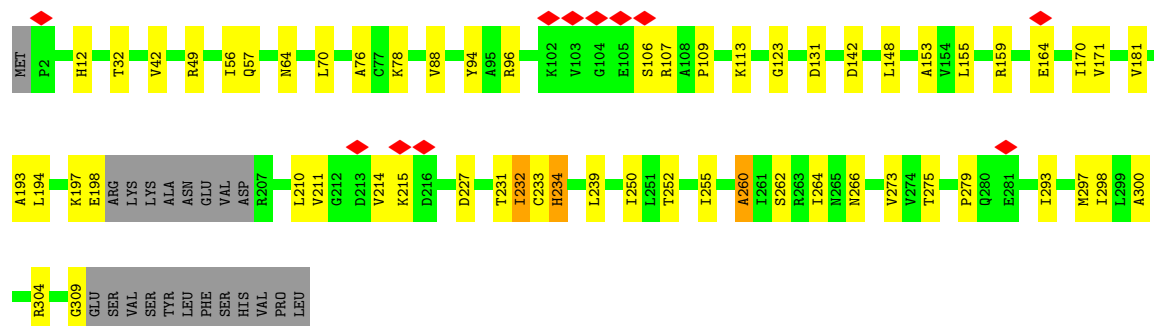 MET P2 H12 T32 V42 R49 I56 Q57 N64 L70 A76 C77 K78 V88 Y94 A95 R96 K102 V103 G104 E105 S106 R107 A108 P109 K113 G123 D131 D142 L148 A153 V154 L155 R159 E164 I170 V171 V181
A193 L194 K197 E198 ARG LYS LYS ALA ASN GLU VAL ASP R207 L210 V211 G212 D213 V214 K215 D216 D227 T231 I232 C233 H234 L239 I250 L251 T252 I255 A260 I261 S262 R263 I264 N265 N266 V273 V274 T275 P279 Q280 E281 I293 M297 I298 L299 A300
R304 G309 GLU SER VAL SER TYR LEU PHE SER HIS VAL PRO LEU